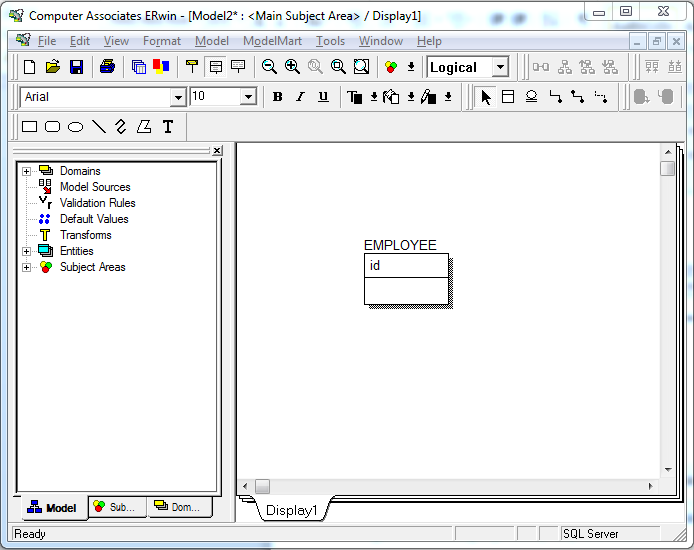 Computer Associates ERwin - [Model2* : <Main Subject Area> / Display1]
File Edit View Format Model ModelMart Tools Window Help
Logical
Arial 10 B I U T
T
Domains
Model Sources
Validation Rules
Default Values
Transforms
Entities
Subject Areas
EMPLOYEE
id
Model Sub... Dom...
Display1
Ready SQL Server